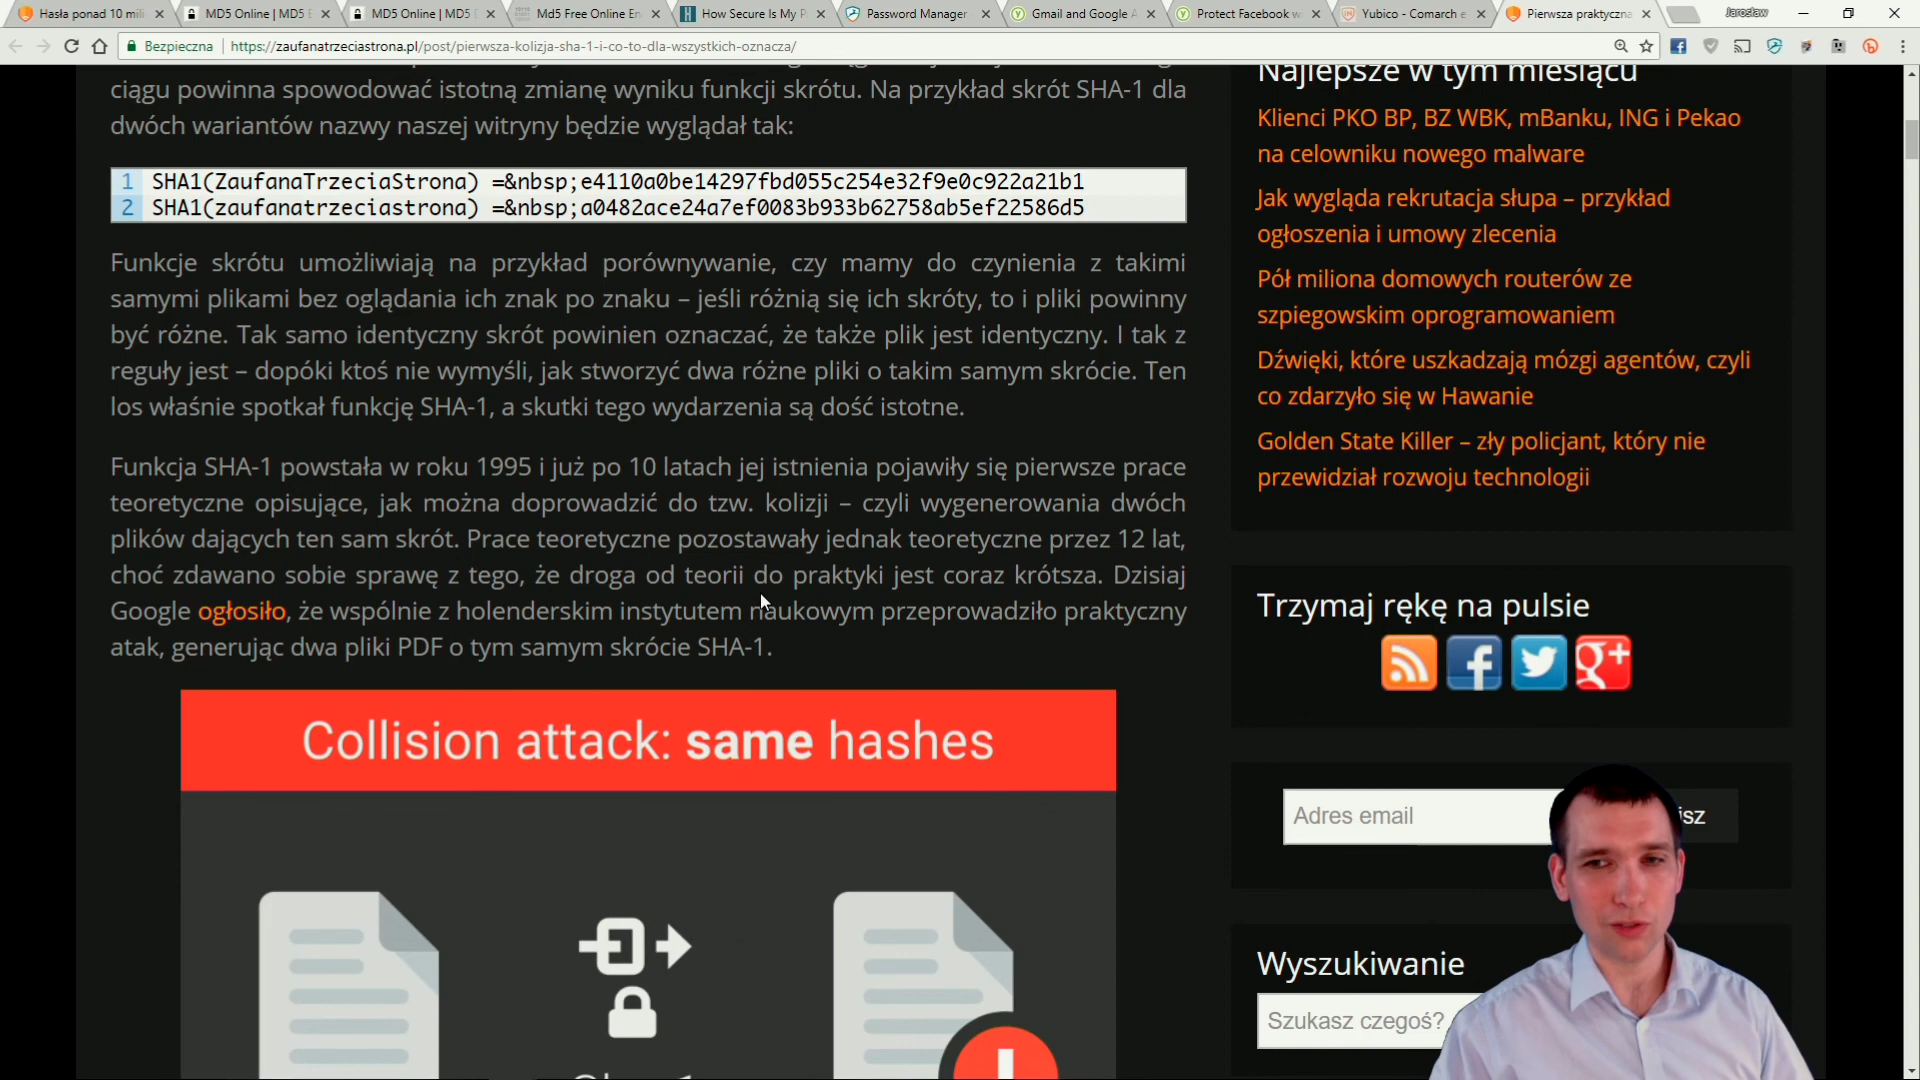 Hasła ponad 10 mili
MD5 Online | MD5
MD5 Online | MD5
Md5 Free Online En
How Secure Is My P
Password Manager
Gmail and Google A
Protect Facebook w
Yubico - Comarch e
Pierwsza praktyczna
Jarosław
Bezpieczna
https://zaufanatrzeciastrona.pl/post/pierwsza-kolizja-sha-1-i-co-to-dla-wszystkich-oznacza/
ciągu powinna spowodować istotną zmianę wyniku funkcji skrótu. Na przykład skrót SHA-1 dla
dwóch wariantów nazwy naszej witryny będzie wyglądał tak:
1 SHA1(ZaufanaTrzeciaStrona) =&nbsp;e4110a0be14297fbd055c254e32f9e0c922a21b1
2 SHA1(zaufanatrzeciastrona) =&nbsp;a0482ace24a7ef0083b933b62758ab5ef22586d5
Funkcje skrótu umożliwiają na przykład porównywanie, czy mamy do czynienia z takimi
samymi plikami bez oglądania ich znak po znaku – jeśli różnią się ich skróty, to i pliki powinny
być różne. Tak samo identyczny skrót powinien oznaczać, że także plik jest identyczny. I tak z
reguły jest – dopóki ktoś nie wymyśli, jak stworzyć dwa różne pliki o takim samym skrócie. Ten
los właśnie spotkał funkcję SHA-1, a skutki tego wydarzenia są dość istotne.
Funkcja SHA-1 powstała w roku 1995 i już po 10 latach jej istnienia pojawiły się pierwsze prace
teoretyczne opisujące, jak można doprowadzić do tzw. kolizji – czyli wygenerowania dwóch
plików dających ten sam skrót. Prace teoretyczne pozostawały jednak teoretyczne przez 12 lat,
choć zdawano sobie sprawę z tego, że droga od teorii do praktyki jest coraz krótsza. Dzisiaj
Google ogłosiło, że wspólnie z holenderskim instytutem naukowym przeprowadziło praktyczny
atak, generując dwa pliki PDF o tym samym skrócie SHA-1.
Collision attack: same hashes
Najlepsze w tym miesiącu
Klienci PKO BP, BZ WBK, mBanku, ING i Pekao
na celowniku nowego malware
Jak wygląda rekrutacja słupa – przykład
ogłoszenia i umowy zlecenia
Pół miliona domowych routerów ze
szpiegowskim oprogramowaniem
Dźwięki, które uszkadzają mózgi agentów, czyli
co zdarzyło się w Hawanie
Golden State Killer – zły policjant, który nie
przewidział rozwoju technologii
Trzymaj rękę na pulsie
Adres email
isz
Wyszukiwanie
Szukasz czegoś?